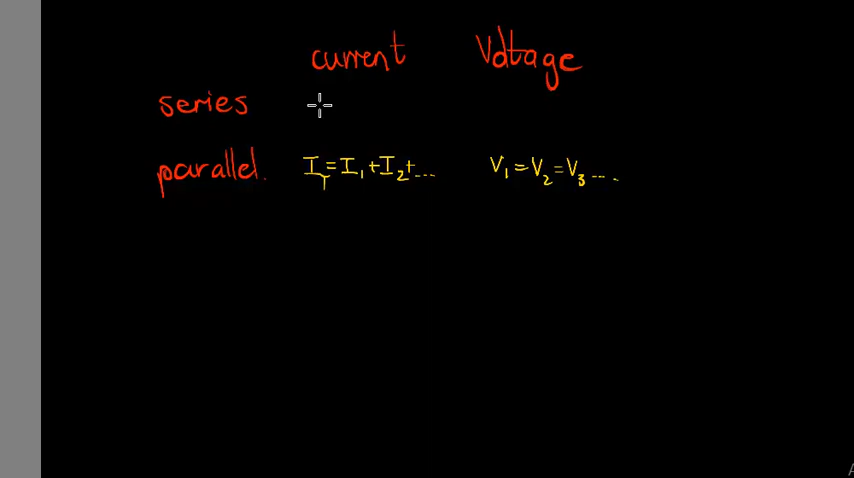 current Voltage
series
parallel. I_T=I_1+I_2+... V_1=V_2=V_3....